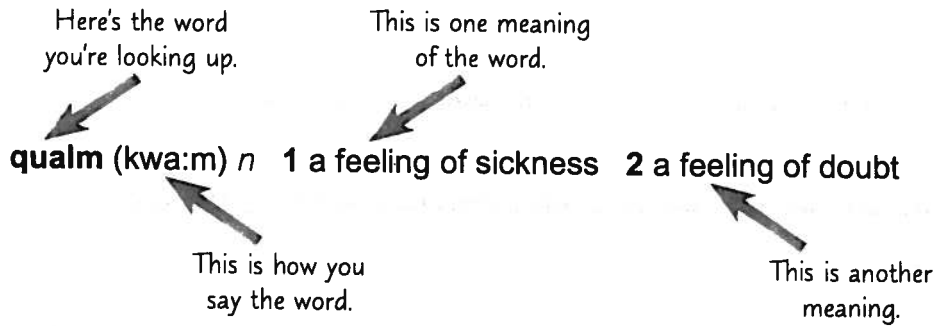 Here's the word
you're looking up.
This is one meaning
of the word.
qualm (kwa:m) n 1 a feeling of sickness 2 a feeling of doubt
This is how you
say the word.
This is another
meaning.